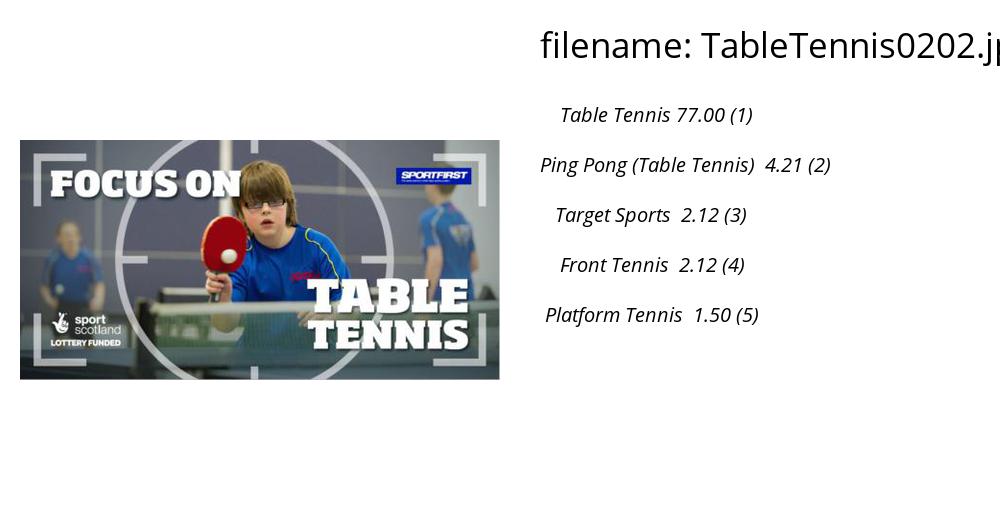 filename: TableTennis0202.jp
Table Tennis 77.00 (1)
Ping Pong (Table Tennis) 4.21 (2)
Target Sports 2.12 (3)
Front Tennis 2.12 (4)
Platform Tennis 1.50 (5)
FOCUS ON
SPORTFIRST
TABLE
TENNIS
sport
scotland
LOTTERY FUNDED